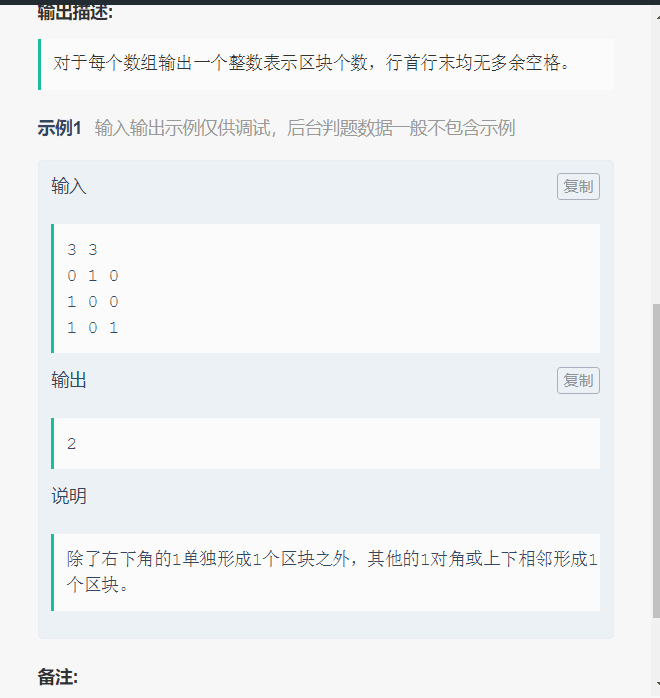 输出描述:
对于每个数组输出一个整数表示区块个数，行首行末均无多余空格。
示例1 输入输出示例仅供调试，后台判题数据一般不包含示例
输入
复制
3 3
0 1 0
1 0 0
1 0 1
输出
复制
2
说明
除了右下角的1单独形成1个区块之外，其他的1对角或上下相邻形成1
个区块。
备注: